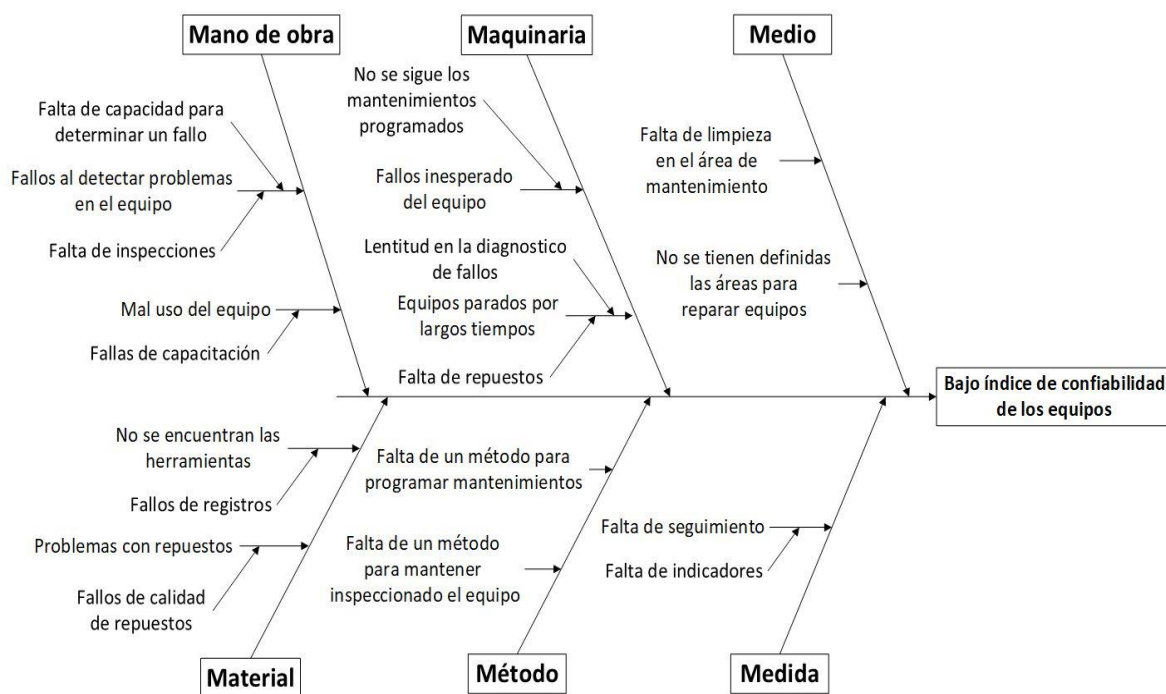 Mano de obra
Maquinaria
Medio
No se sigue los
mantenimientos
programados
Falta de capacidad para
determinar un fallo
Falta de limpieza
en el área de
mantenimiento
Fallos al detectar problemas
en el equipo
Fallos inesperado
del equipo
Falta de inspecciones
Lentitud en la diagnostico
de fallos
No se tienen definidas
las áreas para
reparar equipos
Mal uso del equipo
Equipos parados por
largos tiempos
Fallas de capacitación
Falta de repuestos
Bajo índice de confiabilidad
de los equipos
No se encuentran las
herramientas
Falta de un método para
programar mantenimientos
Fallos de registros
Falta de seguimiento
Problemas con repuestos
Falta de un método
para mantener
inspeccionado el equipo
Falta de indicadores
Fallos de calidad
de repuestos
Material
Método
Medida